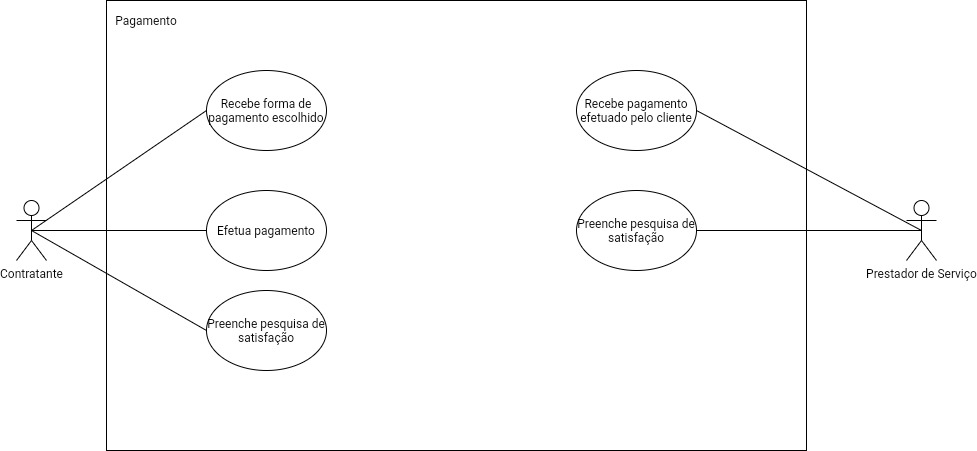 Pagamento
Recebe forma de
pagamento escolhido
Recebe pagamento
efetuado pelo cliente
Efetua pagamento
Preenche pesquisa de
satisfação
Contratante
Prestador de Serviço
Preenche pesquisa de
satisfação